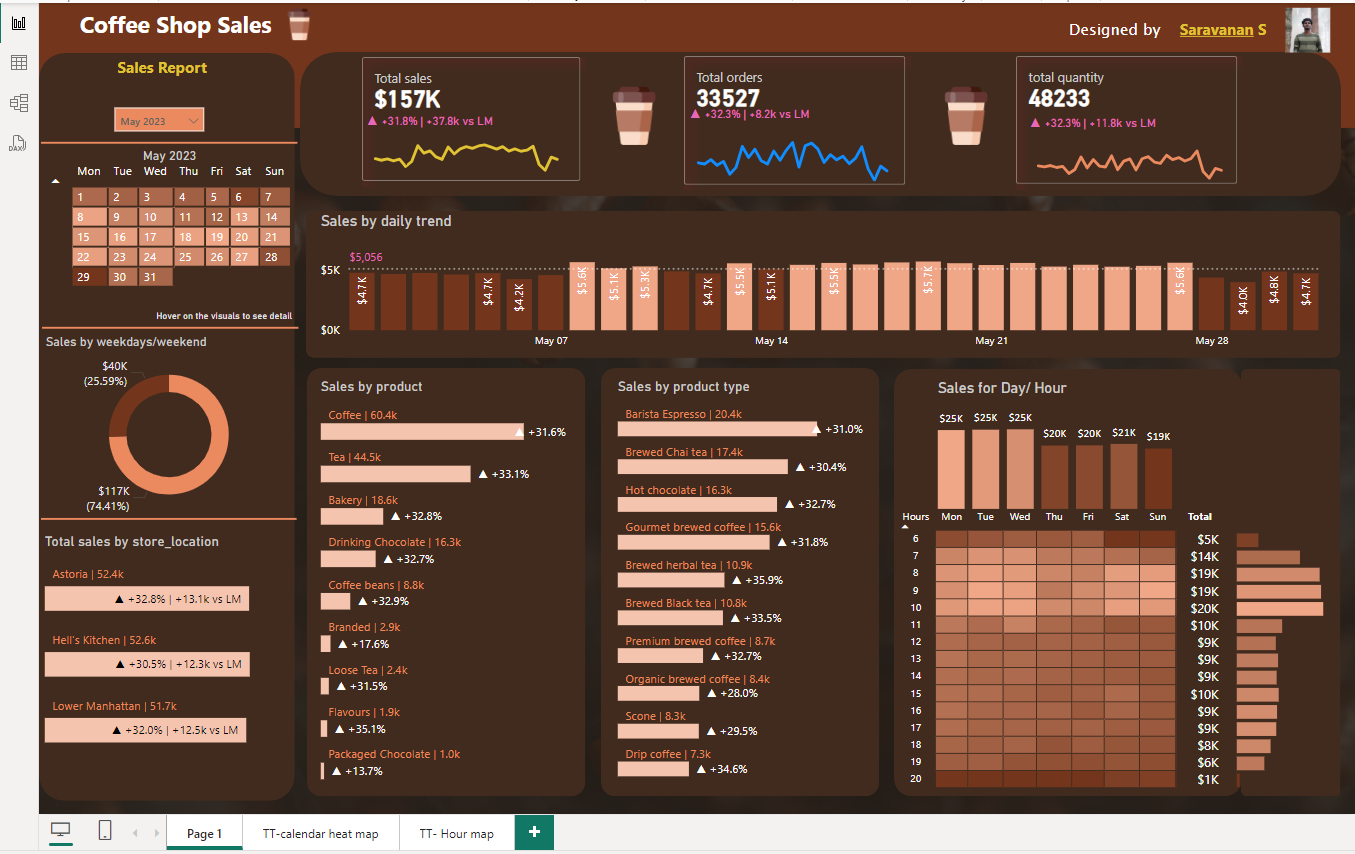 Coffee Shop Sales
Designed by Saravanan S
Sales Report
May 2023
May 2023
Mon Tue Wed Thu Fri Sat Sun
1 2 3 4 5 6 7
8 9 10 11 12 13 14
15 16 17 18 19 20 21
22 23 24 25 26 27 28
29 30 31
Hover on the visuals to see detail
Sales by weekdays/weekend
$40K
(25.59%)
$117K
(74.41%)
Total sales by store_location
Astoria | 52.4k
▲ +32.8% | +13.1k vs LM
Hell's Kitchen | 52.6k
▲ +30.5% | +12.3k vs LM
Lower Manhattan | 51.7k
▲ +32.0% | +12.5k vs LM
Total sales
$157K
▲ +31.8% | +37.8k vs LM
Total orders
33527
▲ +32.3% | +8.2k vs LM
total quantity
48233
▲ +32.3% | +11.8k vs LM
Sales by daily trend
$5,056
$5K
$0K
$4.7K $4.7K $4.2K $5.6K $5.1K $5.3K $4.7K $5.5K $5.1K $5.5K $5.7K $5.6K $4.0K $4.8K $4.7K
May 07 May 14 May 21 May 28
Sales by product
Coffee | 60.4k
▲ +31.6%
Tea | 44.5k
▲ +33.1%
Bakery | 18.6k
▲ +32.8%
Drinking Chocolate | 16.3k
▲ +32.7%
Coffee beans | 8.8k
▲ +32.9%
Branded | 2.9k
▲ +17.6%
Loose Tea | 2.4k
▲ +31.5%
Flavours | 1.9k
▲ +35.1%
Packaged Chocolate | 1.0k
▲ +13.7%
Sales by product type
Barista Espresso | 20.4k
▲ +31.0%
Brewed Chai tea | 17.4k
▲ +30.4%
Hot chocolate | 16.3k
▲ +32.7%
Gourmet brewed coffee | 15.6k
▲ +31.8%
Brewed herbal tea | 10.9k
▲ +35.9%
Brewed Black tea | 10.8k
▲ +33.5%
Premium brewed coffee | 8.7k
▲ +32.7%
Organic brewed coffee | 8.4k
▲ +28.0%
Scone | 8.3k
▲ +29.5%
Drip coffee | 7.3k
▲ +34.6%
Sales for Day/ Hour
$25K $25K $25K $20K $20K $21K $19K
Hours Mon Tue Wed Thu Fri Sat Sun Total
6 $5K
7 $14K
8 $19K
9 $19K
10 $20K
11 $10K
12 $9K
13 $9K
14 $9K
15 $10K
16 $9K
17 $9K
18 $8K
19 $6K
20 $1K
Page 1 TT-calendar heat map TT- Hour map +